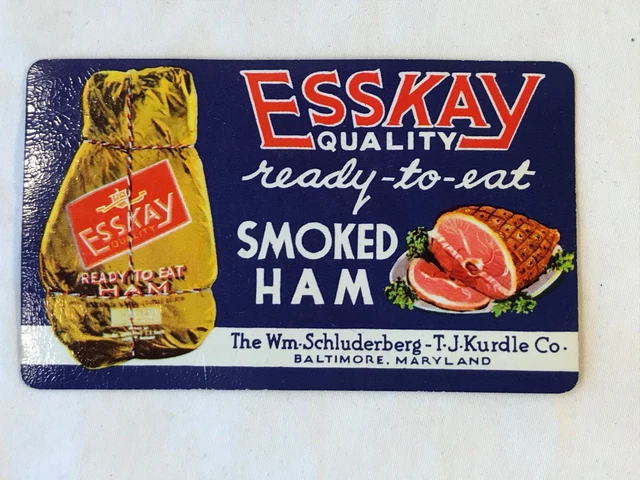 ESSKAY
QUALITY
ready-to-eat
SMOKED
HAM
The Wm. Schluderberg - T.J. Kurdle Co.
BALTIMORE, MARYLAND
ESSKAY
QUALITY
READY TO EAT
HAM